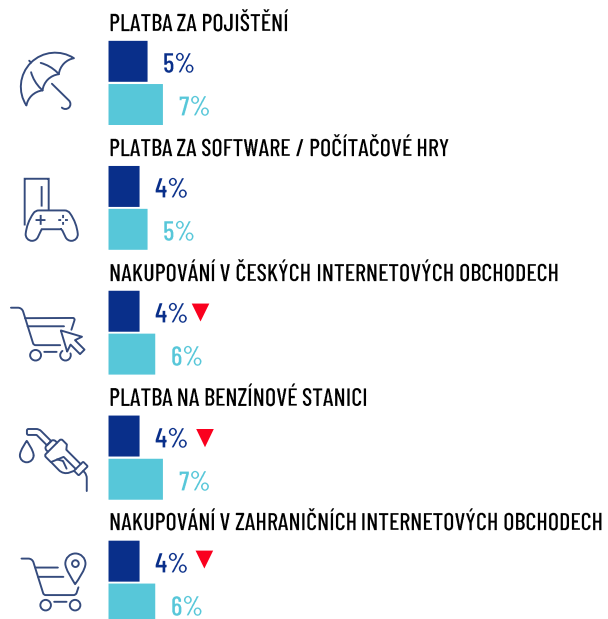 PLATBA ZA POJIŠTĚNÍ
5%
7%
PLATBA ZA SOFTWARE / POČÍTAČOVÉ HRY
4%
5%
NAKUPOVÁNÍ V ČESKÝCH INTERNETOVÝCH OBCHODECH
4%
6%
PLATBA NA BENZÍNOVÉ STANICI
4%
7%
NAKUPOVÁNÍ V ZAHRANIČNÍCH INTERNETOVÝCH OBCHODECH
4%
6%